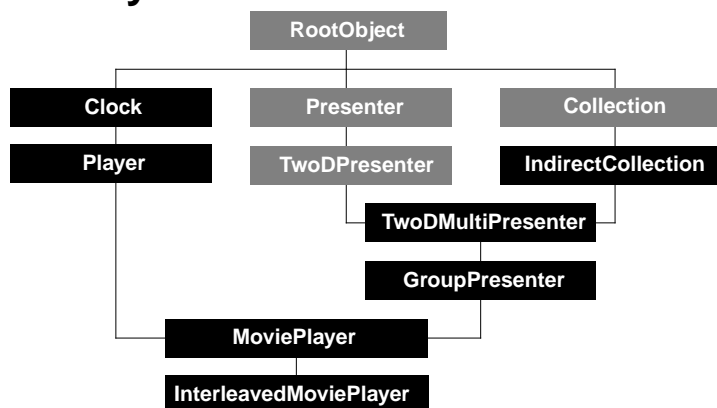 RootObject
Clock Presenter Collection
Player TwoDPresenter IndirectCollection
TwoDMultiPresenter
GroupPresenter
MoviePlayer
InterleavedMoviePlayer